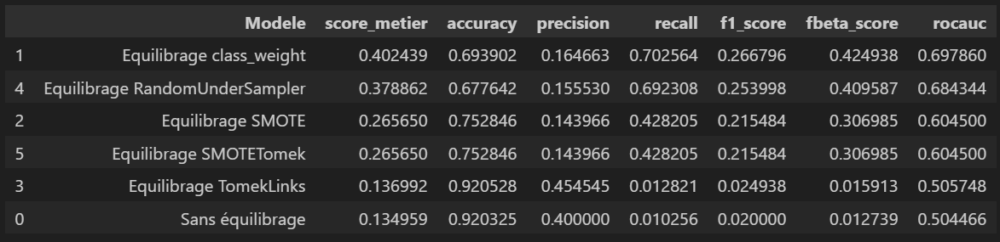 Modele score_metier accuracy precision recall f1_score fbeta_score rocauc
1 Equilibrage class_weight 0.402439 0.693902 0.164663 0.702564 0.266796 0.424938 0.697860
4 Equilibrage RandomUnderSampler 0.378862 0.677642 0.155530 0.692308 0.253998 0.409587 0.684344
2 Equilibrage SMOTE 0.265650 0.752846 0.143966 0.428205 0.215484 0.306985 0.604500
5 Equilibrage SMOTETomek 0.265650 0.752846 0.143966 0.428205 0.215484 0.306985 0.604500
3 Equilibrage TomekLinks 0.136992 0.920528 0.454545 0.012821 0.024938 0.015913 0.505748
0 Sans équilibrage 0.134959 0.920325 0.400000 0.010256 0.020000 0.012739 0.504466